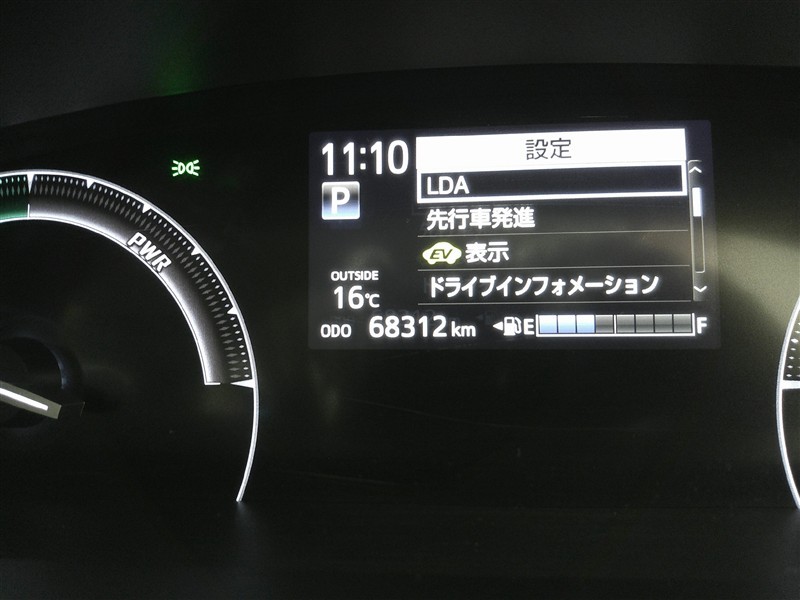 11:10
P
設定
LDA
先行車発進
EV 表示
ドライブインフォメーション
OUTSIDE
16℃
ODO 68312 km
E F
PWR